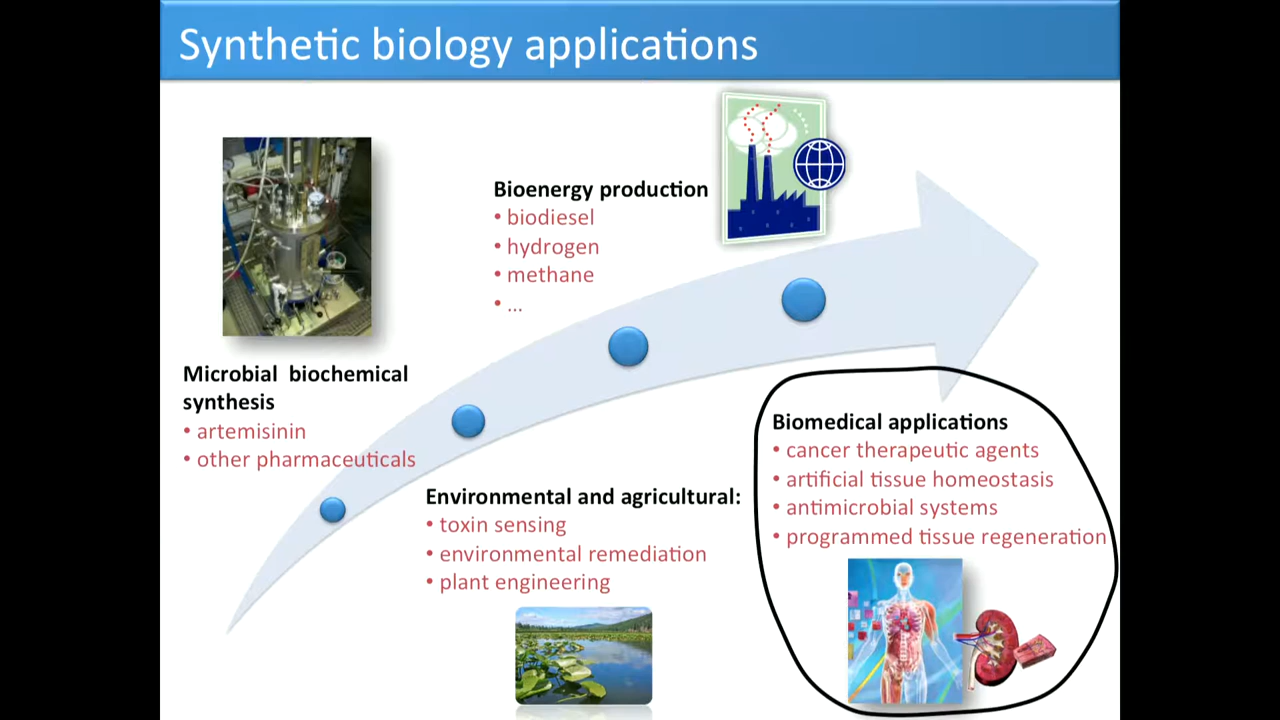 Synthetic biology applications
Bioenergy production
• biodiesel
• hydrogen
• methane
• ...
Microbial biochemical
synthesis
• artemisinin
• other pharmaceuticals
Environmental and agricultural:
• toxin sensing
• environmental remediation
• plant engineering
Biomedical applications
• cancer therapeutic agents
• artificial tissue homeostasis
• antimicrobial systems
• programmed tissue regeneration